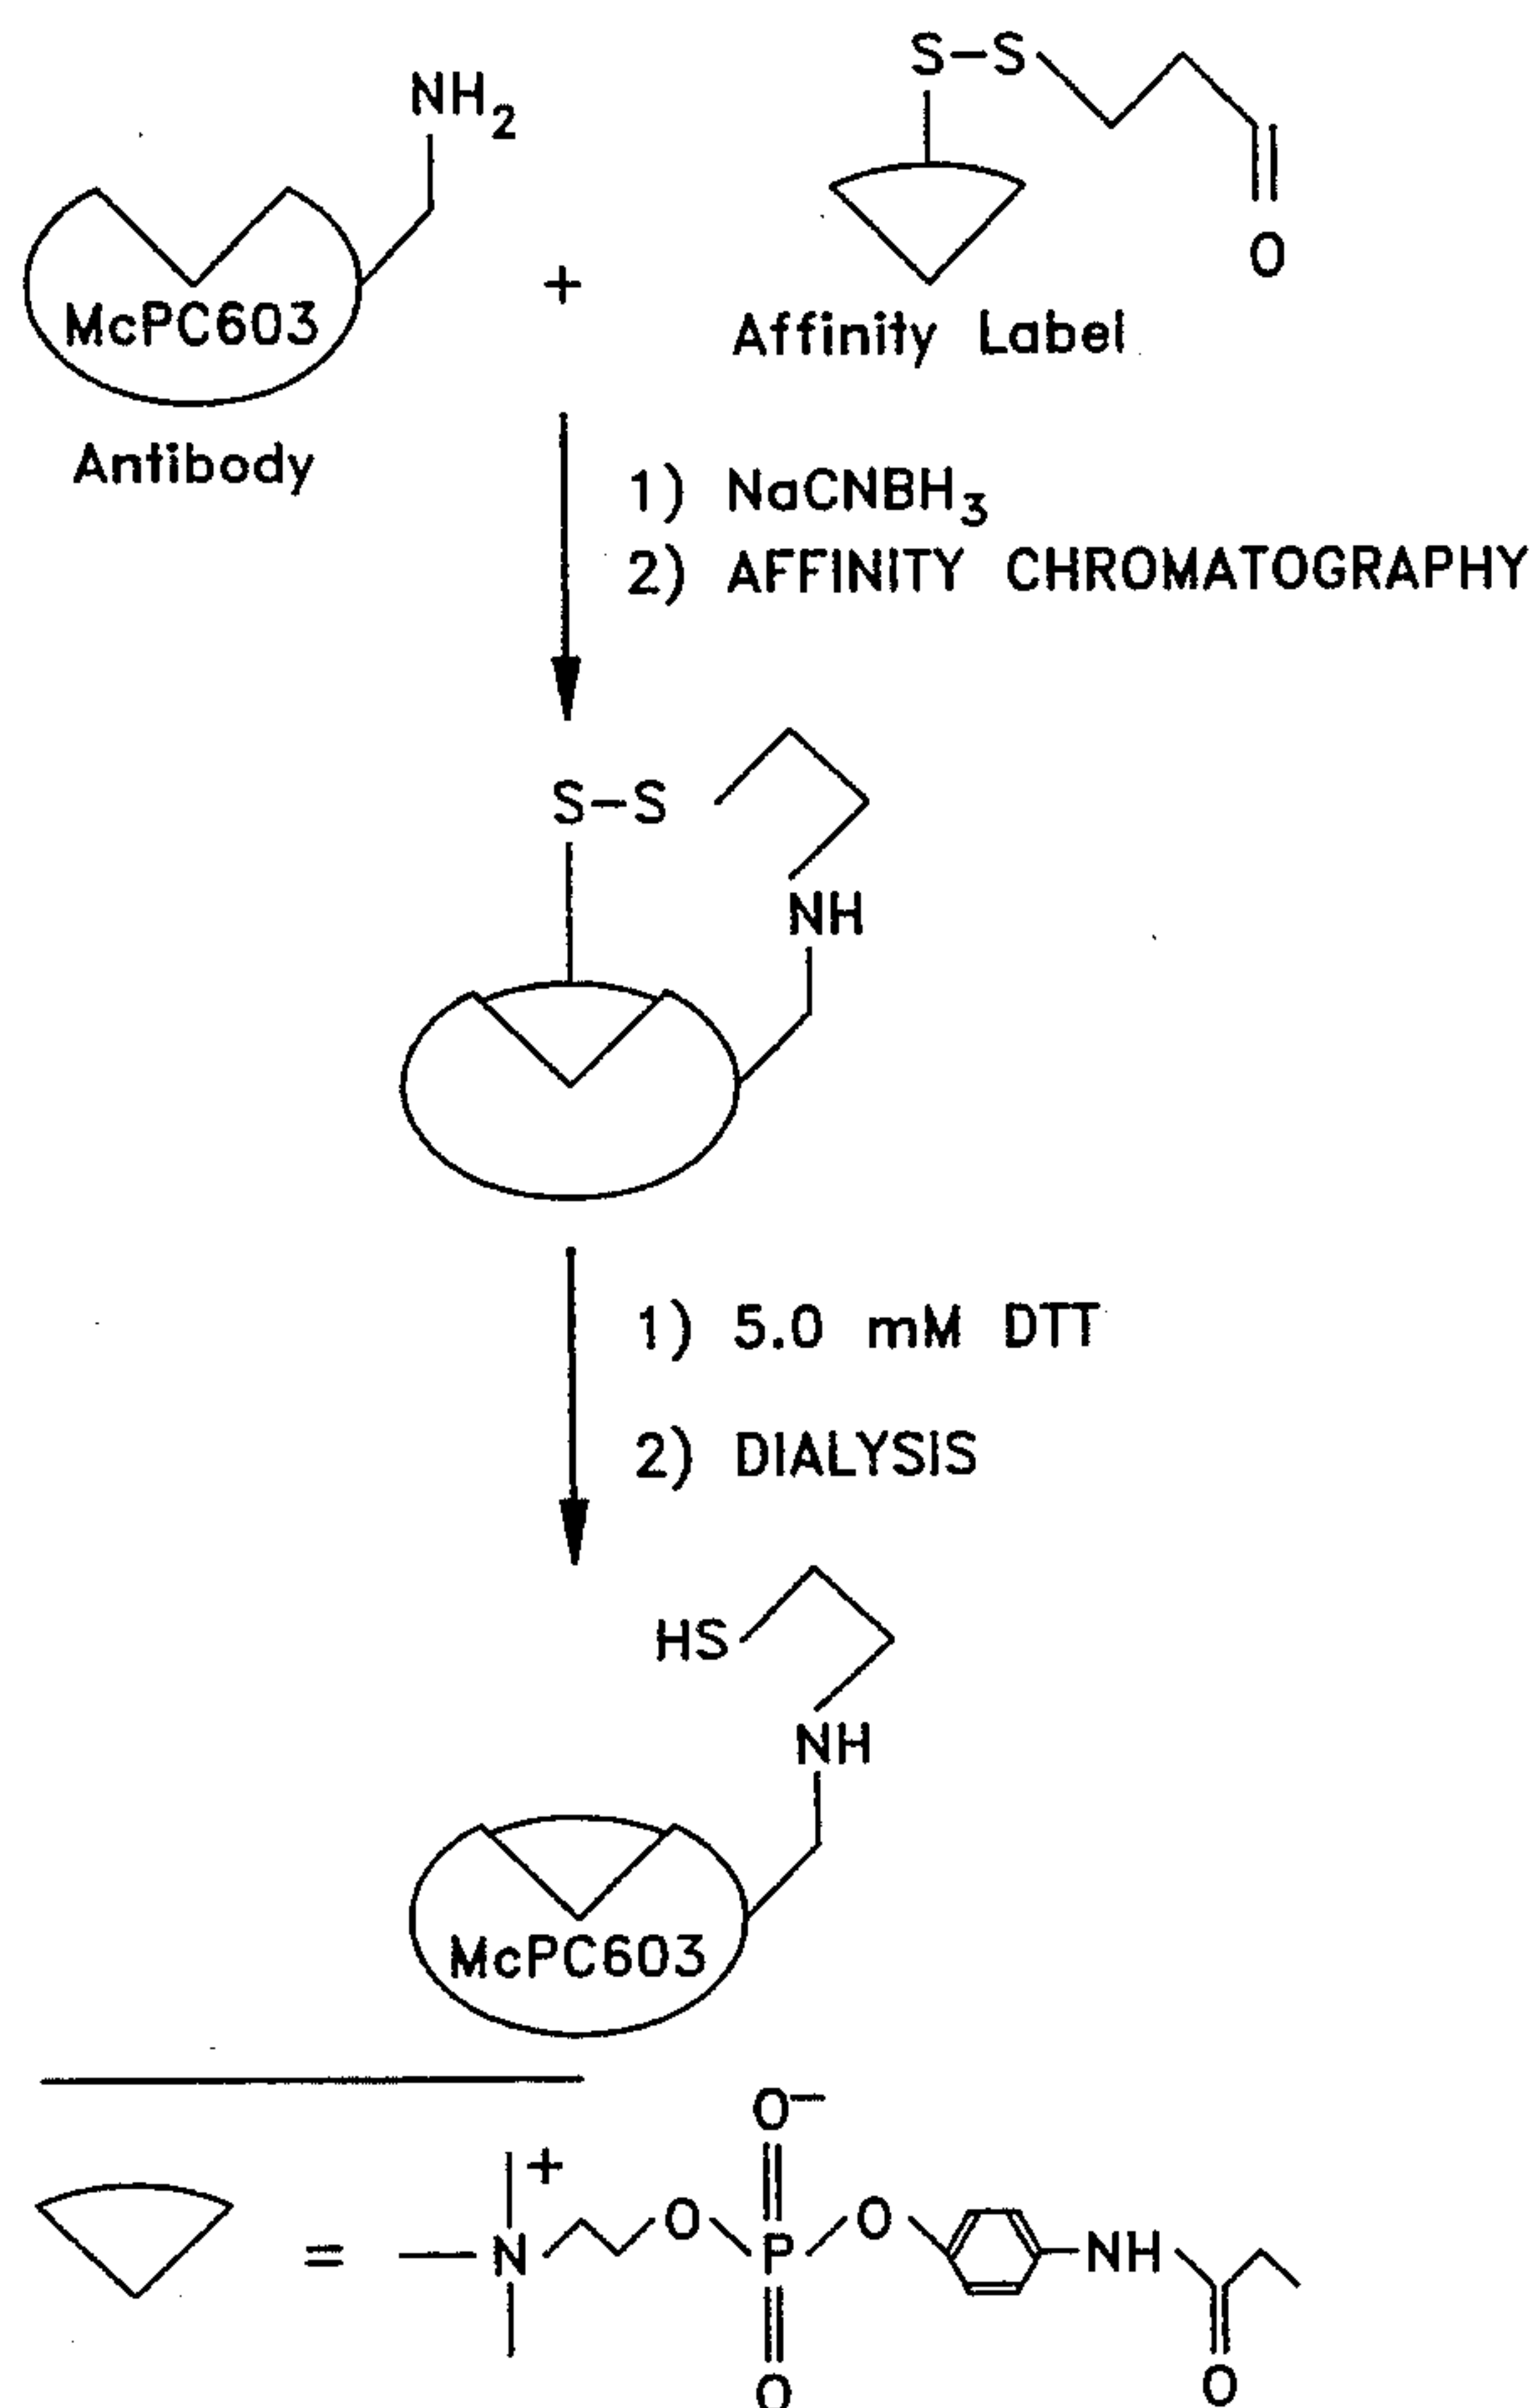 NH2
S-S
O
McPC603
+
Affinity Label
Antibody
1) NaCNBH3
2) AFFINITY CHROMATOGRAPHY
S-S
NH
1) 5.0 mM DTT
2) DIALYSIS
HS
NH
McPC603
O−
+
= N O P O NH
O O